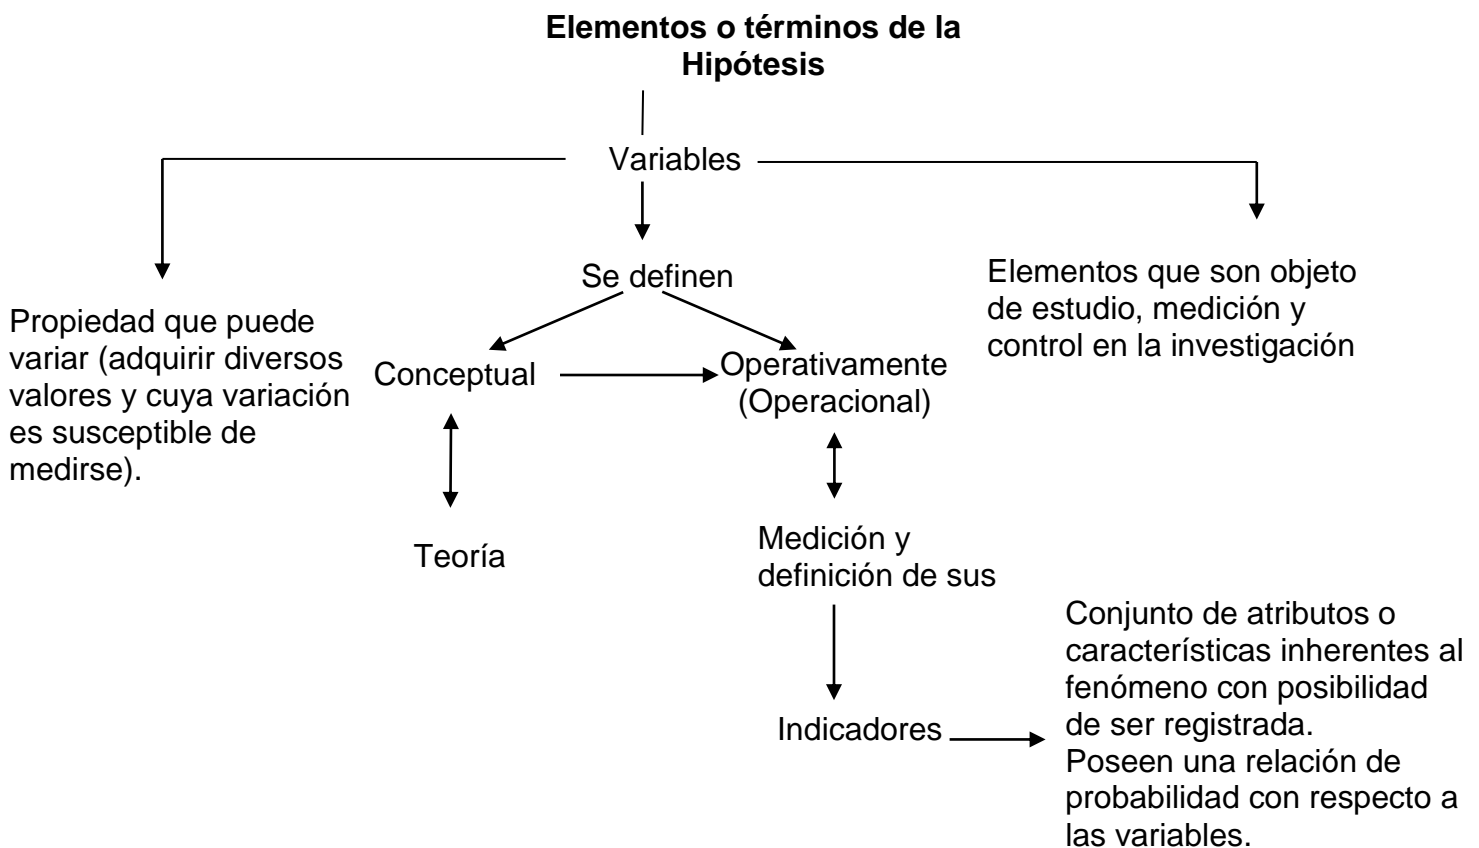 Elementos o términos de la
Hipótesis
Variables
Se definen
Propiedad que puede
variar (adquirir diversos
valores y cuya variación
es susceptible de
medirse).
Elementos que son objeto
de estudio, medición y
control en la investigación
Conceptual
Operativamente
(Operacional)
Teoría
Medición y
definición de sus
Indicadores
Conjunto de atributos o
características inherentes al
fenómeno con posibilidad
de ser registrada.
Poseen una relación de
probabilidad con respecto a
las variables.